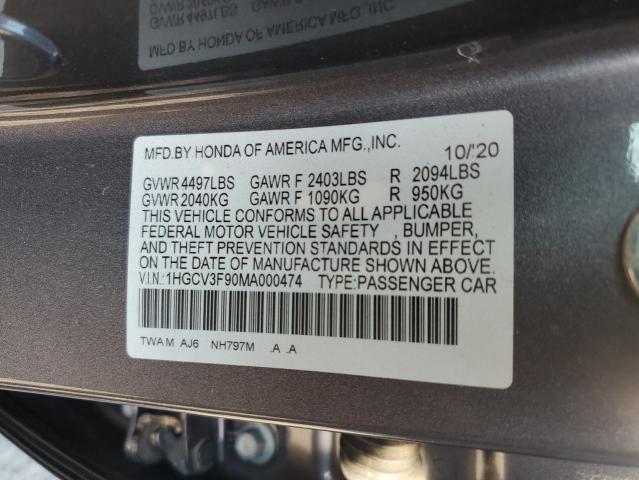 MFD.BY HONDA OF AMERICA MFG.,INC. 10/'20
GVWR 4497LBS GAWR F 2403LBS R 2094LBS
GVWR 2040KG GAWR F 1090KG R 950KG
THIS VEHICLE CONFORMS TO ALL APPLICABLE
FEDERAL MOTOR VEHICLE SAFETY , BUMPER,
AND THEFT PREVENTION STANDARDS IN EFFECT
ON THE DATE OF MANUFACTURE SHOWN ABOVE.
V.I.N.:1HGCV3F90MA000474 TYPE:PASSENGER CAR
TWA M AJ6 NH797M .A .A